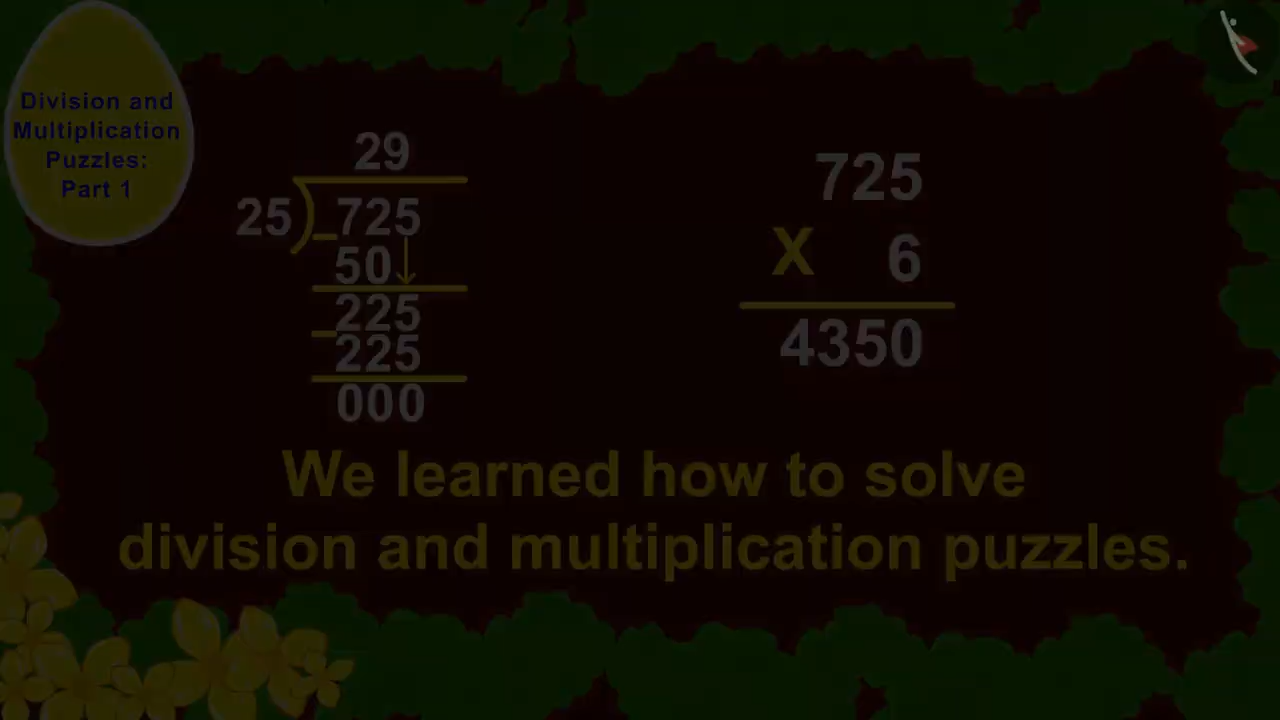 Division and
Multiplication
Puzzles:
Part 1
29
25)725
-50
225
-225
000
725
X 6
4350
We learned how to solve
division and multiplication puzzles.